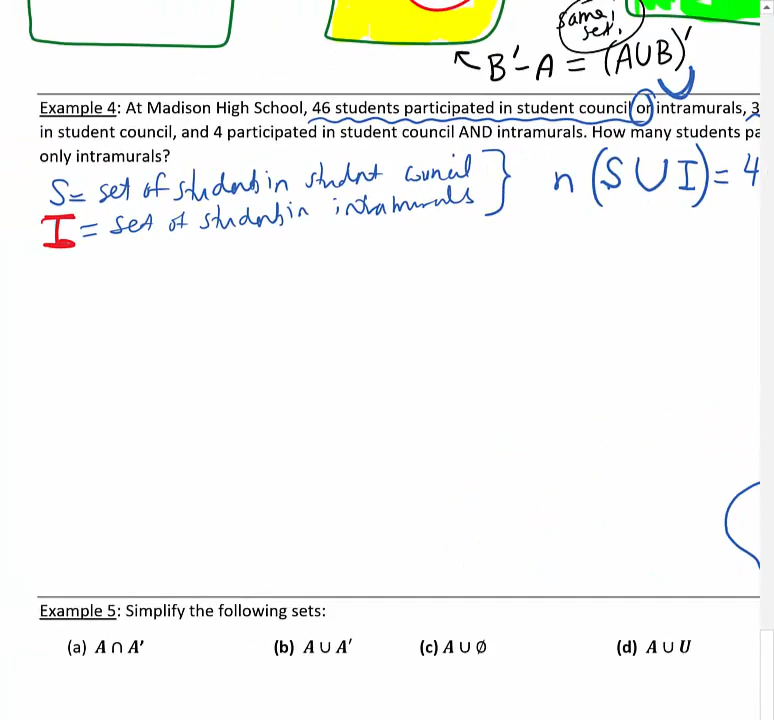 same!
set!
B'-A = (A∪B)'
Example 4: At Madison High School, 46 students participated in student council or intramurals, 3
in student council, and 4 participated in student council AND intramurals. How many students pa
only intramurals?
S= set of students in student council } n(S∪I)= 4
I = set of students in intramurals
Example 5: Simplify the following sets:
(a) A ∩ A′ (b) A ∪ A′ (c) A ∪ ∅ (d) A ∪ U